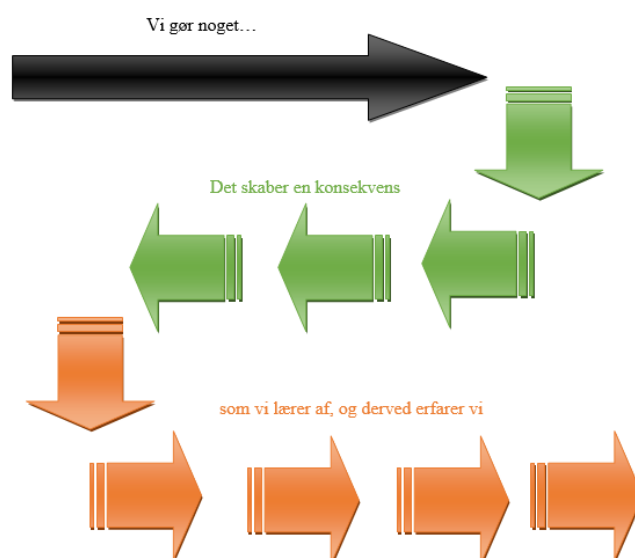 Vi gør noget…
Det skaber en konsekvens
som vi lærer af, og derved erfarer vi